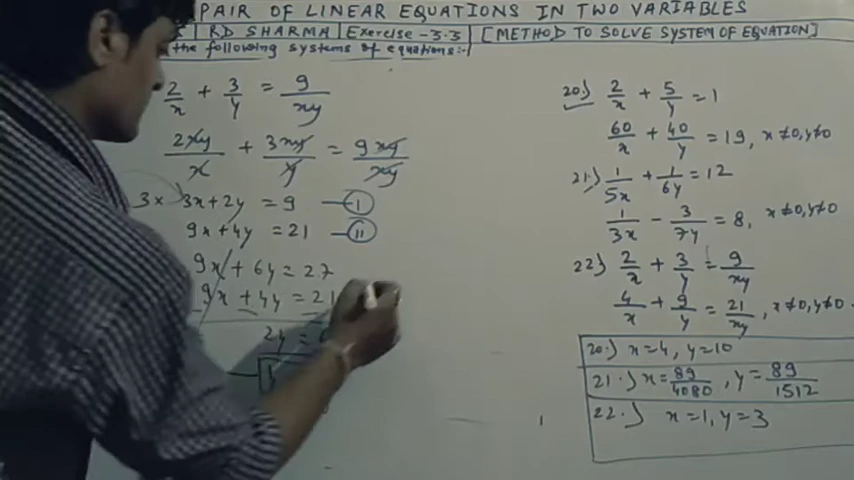 PAIR OF LINEAR EQUATIONS IN TWO VARIABLES
RD SHARMA | Exercise - 3.3 | [METHOD TO SOLVE SYSTEM OF EQUATION]
the following systems of equations:-
2/x + 3/y = 9/xy
2xy/x + 3xy/y = 9xy/xy
3× 3x+2y = 9 — I
9x+4y = 21 — II
9x + 6y = 27
9x + 4y = 21
2y =
20.) 2/x + 5/y = 1
60/x + 40/y = 19, x≠0, y≠0
21.) 1/5x + 1/6y = 12
1/3x - 3/7y = 8, x≠0, y≠0
22.) 2/x + 3/y = 9/xy
4/x + 9/y = 21/xy, x≠0, y≠0
20.) x=4, y=10
21.) x = 89/4080, y = 89/1512
22.) x=1, y=3